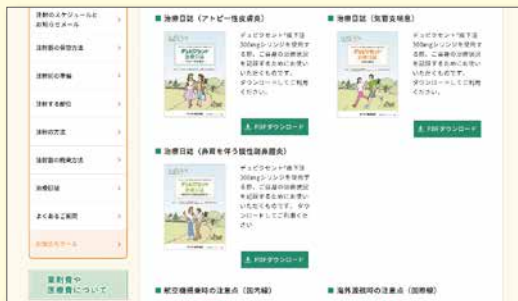 注射のスケジュールと
お知らせメール
注射器の保管方法
注射前の準備
注射する部位
注射の方法
注射器の廃棄方法
治療日誌
よくあるご質問
お役立ちツール
薬剤費や
医療費について
■ 治療日誌（アトピー性皮膚炎）
デュピクセント®皮下注
300mgシリンジを使用す
る際、ご自身の治療状況
を記録するためにお使い
いただくものです。
ダウンロードしてご利用
ください。
PDFダウンロード
■ 治療日誌（気管支喘息）
デュピクセント®皮下注
300mgシリンジを使用す
る際、ご自身の治療状況
を記録するためにお使い
いただくものです。
ダウンロードしてご利用
ください。
PDFダウンロード
■ 治療日誌（鼻茸を伴う慢性副鼻腔炎）
デュピクセント®皮下注
300mgシリンジを使用す
る際、ご自身の治療状況
を記録するためにお使い
いただくものです。ダウ
ンロードしてご利用くださ
い
PDFダウンロード
■ 航空機搭乗時の注意点（国内線）
■ 海外渡航時の注意点（国際線）